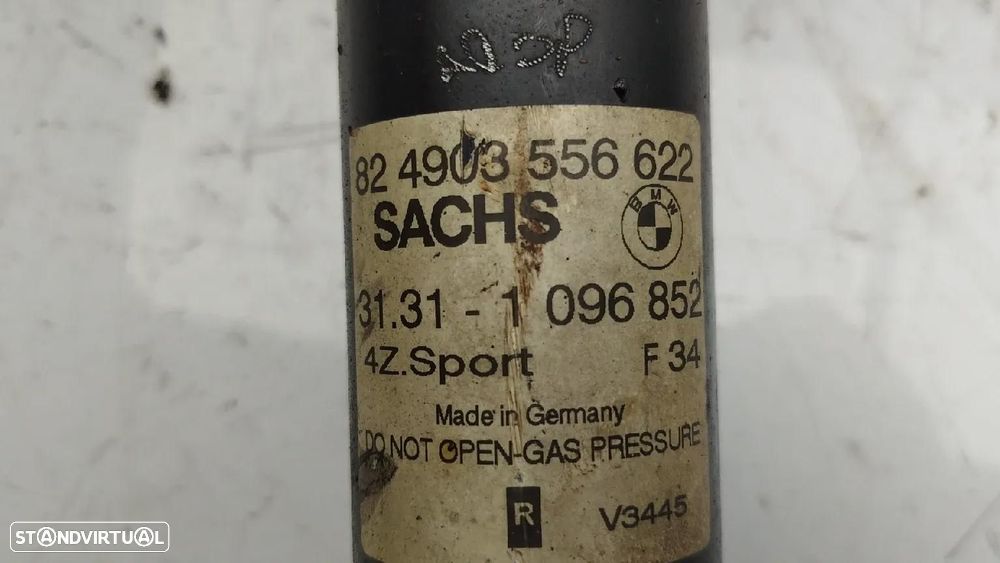 82 4903 556 622
SACHS
BMW
31.31 - 1 096 852
4Z.Sport F 34
Made in Germany
DO NOT OPEN-GAS PRESSURE
R V3445
STANDVIRTUAL